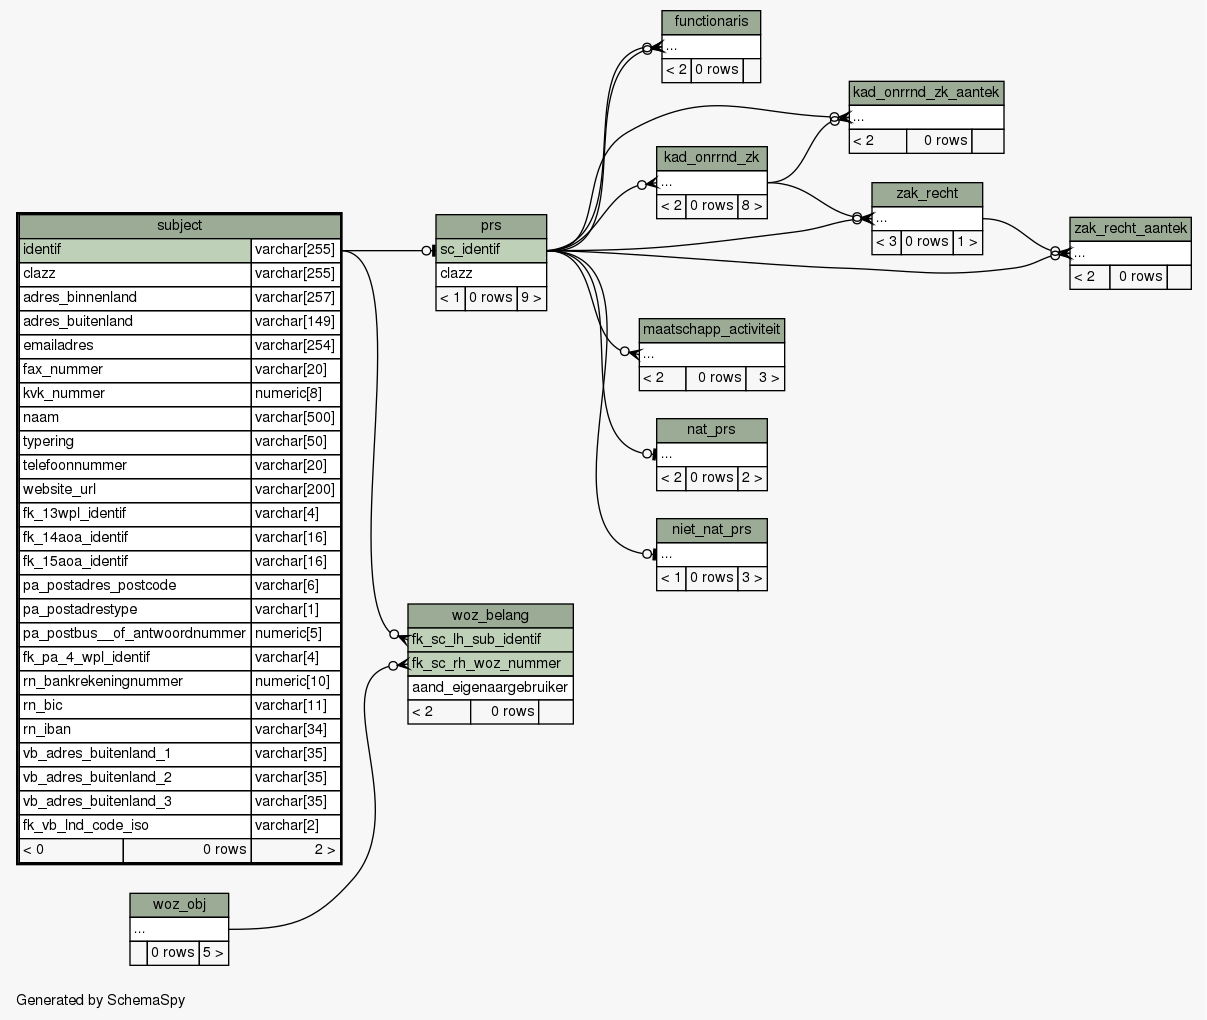 functionaris
...
< 2 0 rows
kad_onrrnd_zk_aantek
...
< 2 0 rows
kad_onrrnd_zk
...
< 2 0 rows 8 >
zak_recht
...
< 3 0 rows 1 >
zak_recht_aantek
...
< 2 0 rows
subject
identif varchar[255]
clazz varchar[255]
adres_binnenland varchar[257]
adres_buitenland varchar[149]
emailadres varchar[254]
fax_nummer varchar[20]
kvk_nummer numeric[8]
naam varchar[500]
typering varchar[50]
telefoonnummer varchar[20]
website_url varchar[200]
fk_13wpl_identif varchar[4]
fk_14aoa_identif varchar[16]
fk_15aoa_identif varchar[16]
pa_postadres_postcode varchar[6]
pa_postadrestype varchar[1]
pa_postbus__of_antwoordnummer numeric[5]
fk_pa_4_wpl_identif varchar[4]
rn_bankrekeningnummer numeric[10]
rn_bic varchar[11]
rn_iban varchar[34]
vb_adres_buitenland_1 varchar[35]
vb_adres_buitenland_2 varchar[35]
vb_adres_buitenland_3 varchar[35]
fk_vb_lnd_code_iso varchar[2]
< 0 0 rows 2 >
prs
sc_identif
clazz
< 1 0 rows 9 >
maatschapp_activiteit
...
< 2 0 rows 3 >
nat_prs
...
< 2 0 rows 2 >
niet_nat_prs
...
< 1 0 rows 3 >
woz_belang
fk_sc_lh_sub_identif
fk_sc_rh_woz_nummer
aand_eigenaargebruiker
< 2 0 rows
woz_obj
...
0 rows 5 >
Generated by SchemaSpy